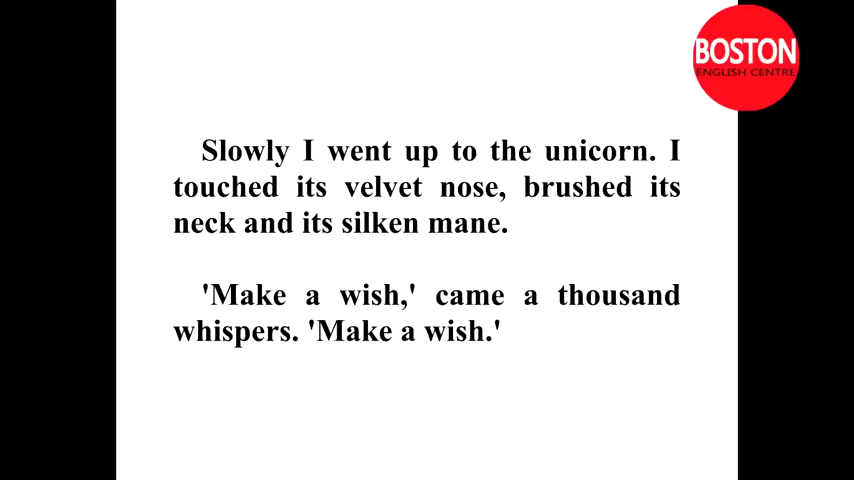 BOSTON
ENGLISH CENTRE
Slowly I went up to the unicorn. I
touched its velvet nose, brushed its
neck and its silken mane.
'Make a wish,' came a thousand
whispers. 'Make a wish.'